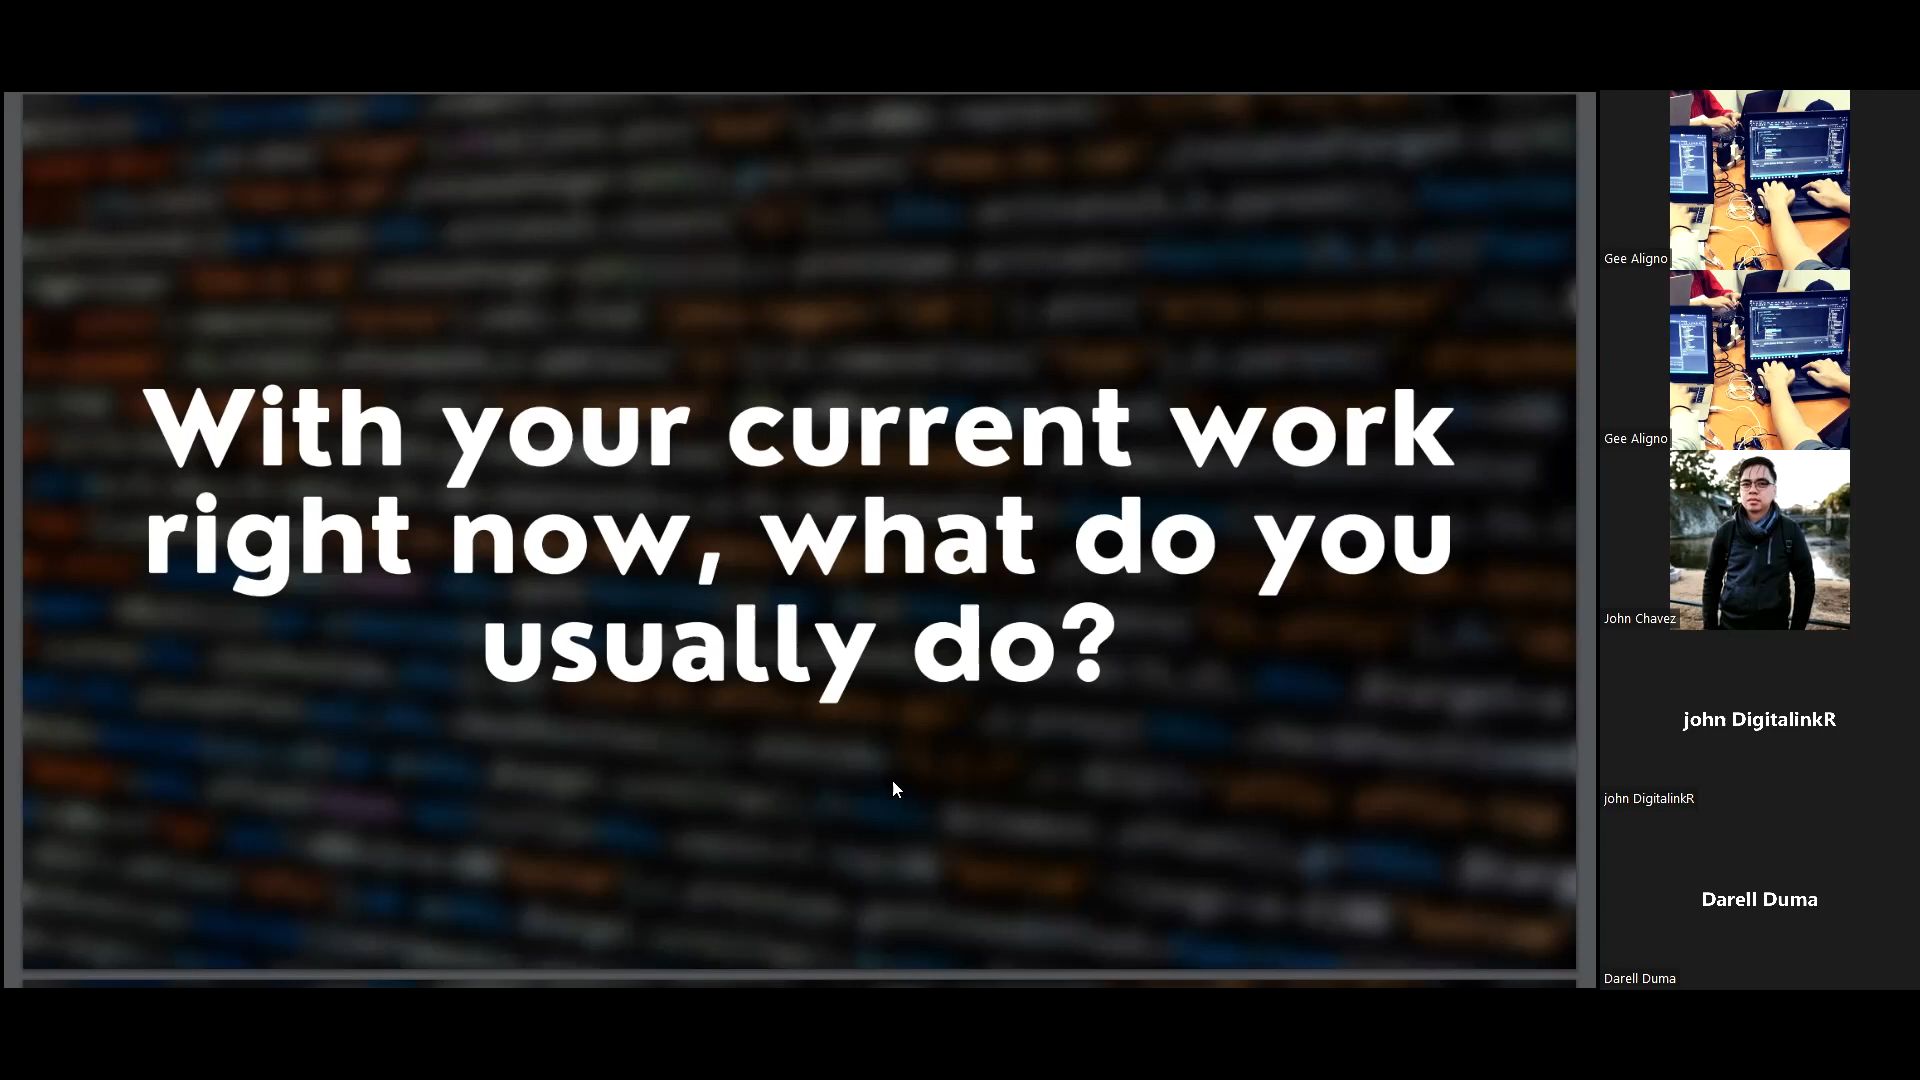 With your current work
right now, what do you
usually do?
Gee Aligno
Gee Aligno
John Chavez
john DigitalinkR
john DigitalinkR
Darell Duma
Darell Duma